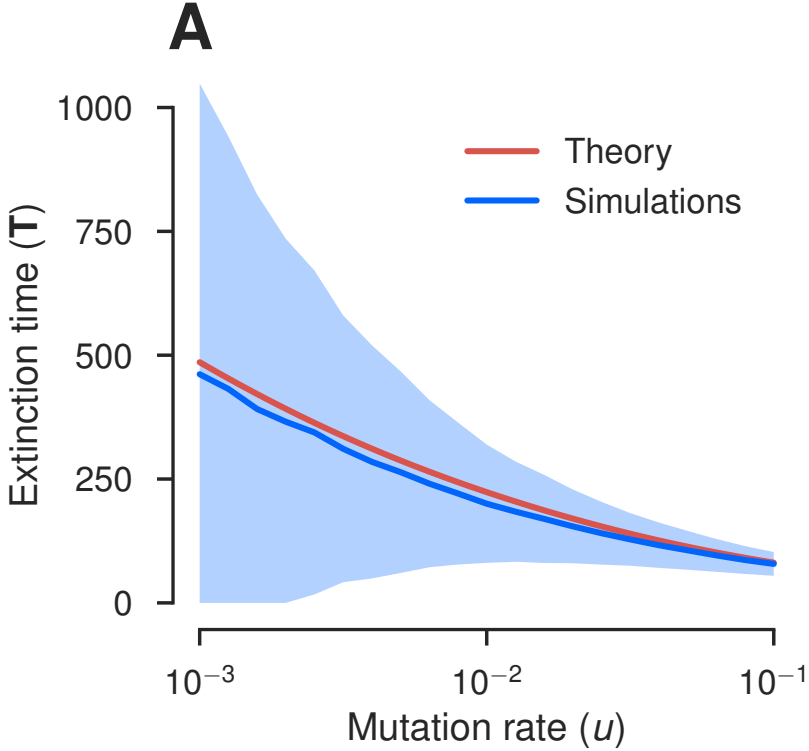 A
1000
750
500
250
0
Extinction time (T)
Theory
Simulations
10⁻³
10⁻²
10⁻¹
Mutation rate (u)